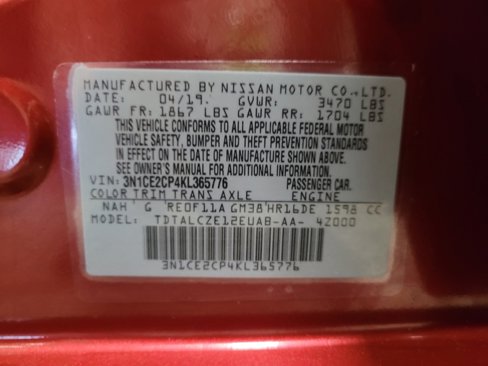 MANUFACTURED BY NISSAN MOTOR CO.,LTD.
DATE: 04/19. GVWR: 3470 LBS
GAWR FR: 1867 LBS GAWR RR: 1704 LBS
THIS VEHICLE CONFORMS TO ALL APPLICABLE FEDERAL MOTOR
VEHICLE SAFETY, BUMPER AND THEFT PREVENTION STANDARDS
IN EFFECT ON THE DATE OF MANUFACTURE SHOWN ABOVE.
SEE OWNER'S MANUAL FOR ADDITIONAL INFORMATION.
VIN: 3N1CE2CP4KL365776 PASSENGER CAR.
COLOR TRIM TRANS AXLE ENGINE
NAH G RE0F11A GM38 HR16DE 1598 CC
MODEL: TDTALCZE12EUAB-AA- 4Z000
3N1CE2CP4KL365776